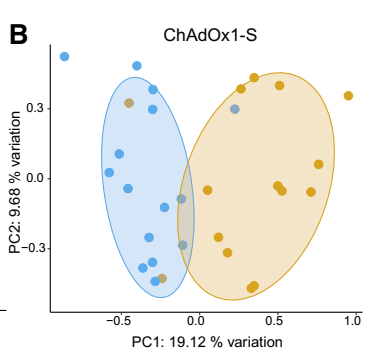 B
ChAdOx1-S
PC2: 9.68 % variation
0.3
0.0
−0.3
−0.5
0.0
0.5
1.0
PC1: 19.12 % variation